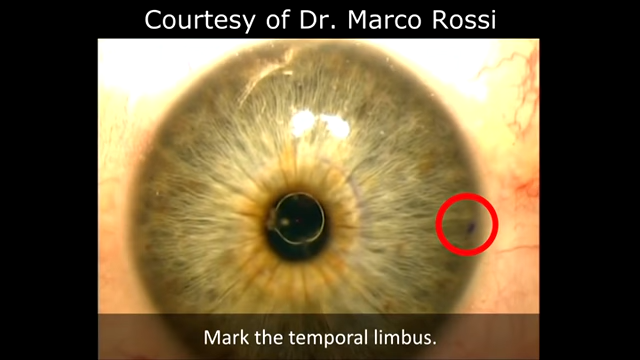 Courtesy of Dr. Marco Rossi
Mark the temporal limbus.